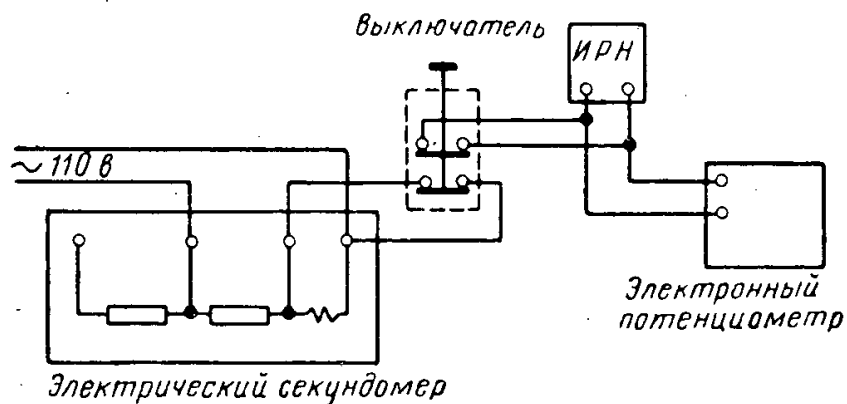 Выключатель
ИРН
~ 110 в
Электронный
потенциометр
Электрический секундомер